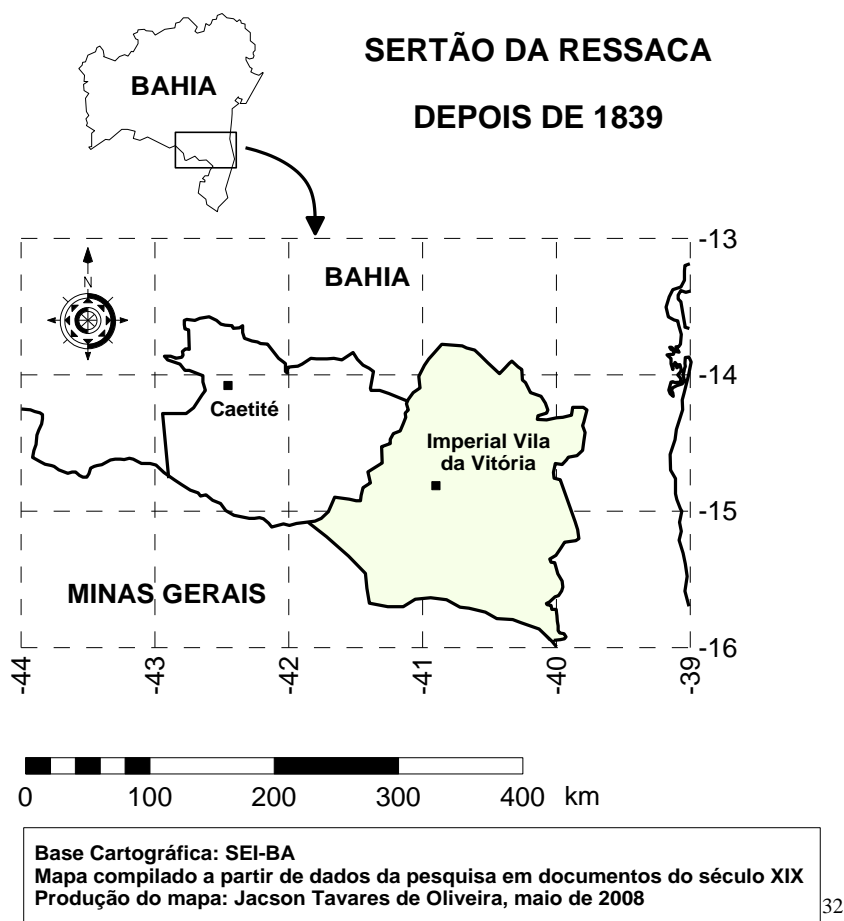 SERTÃO DA RESSACA
DEPOIS DE 1839
BAHIA
-13
BAHIA
N
-14
Caetité
Imperial Vila
da Vitória
-15
MINAS GERAIS
-16
-44
-43
-42
-41
-40
-39
0 100 200 300 400 km
Base Cartográfica: SEI-BA
Mapa compilado a partir de dados da pesquisa em documentos do século XIX
Produção do mapa: Jacson Tavares de Oliveira, maio de 2008
32